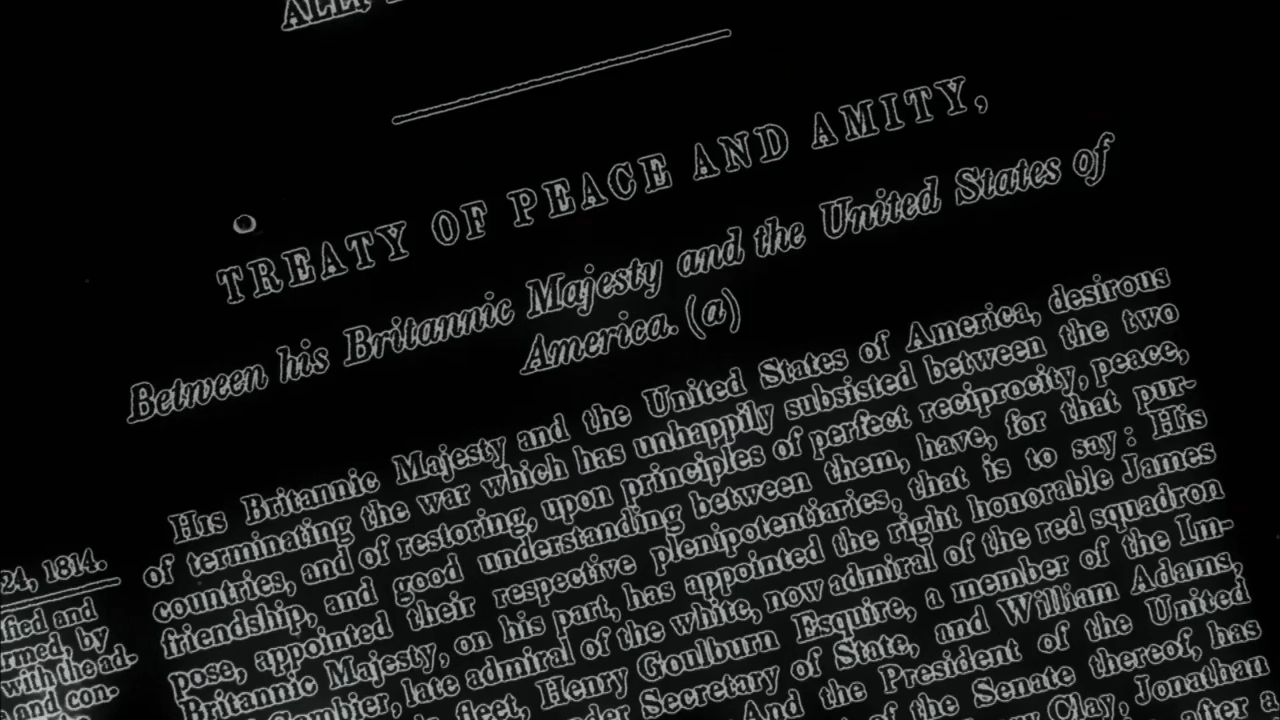 ALL,
TREATY OF PEACE AND AMITY,
Between his Britannic Majesty and the United States of
America. (a)
His Britannic Majesty and the United States of America, desirous
of terminating the war which has unhappily subsisted between the two
countries, and of restoring, upon principles of perfect reciprocity, peace,
friendship, and good understanding between them, have, for that pur-
pose, appointed their respective plenipotentiaries, that is to say: His
Britannic Majesty, on his part, has appointed the right honorable James
Gambier, late admiral of the white, now admiral of the red squadron
fleet, Henry Goulburn Esquire, a member of the Im-
Secretary of State, and William Adams,
And the President of the United
of the Senate thereof, has
Clay, Jonathan
after a
24, 1814.
fied and
rmed, by
with the ad-
and con-